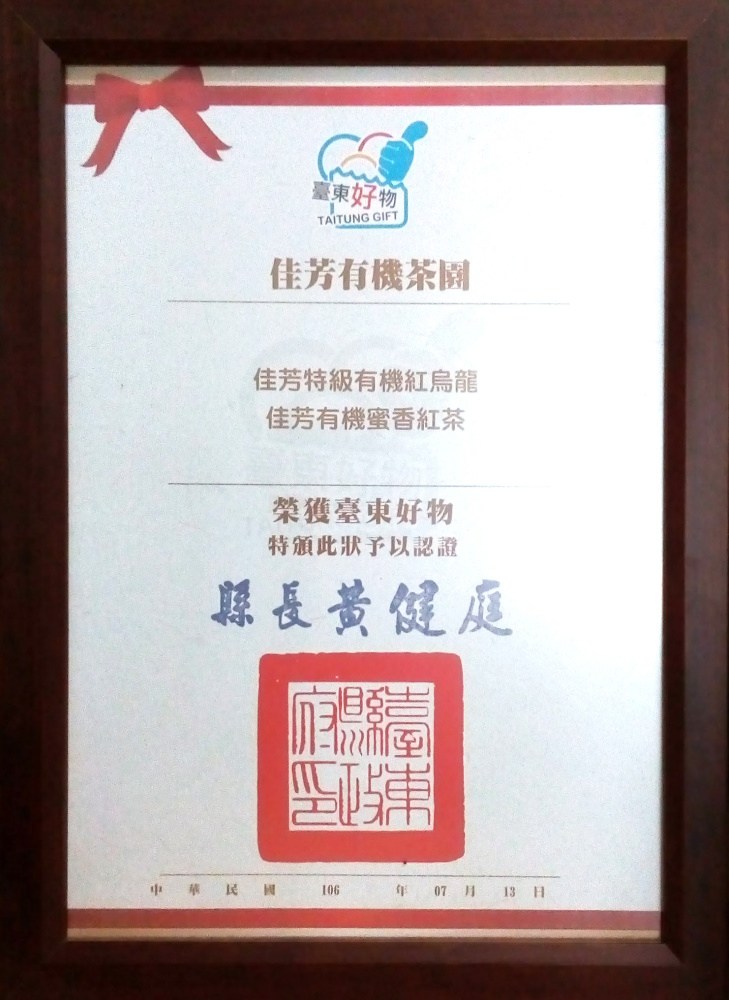 臺東好物
TAITUNG GIFT
佳芳有機茶園
佳芳特級有機紅烏龍
佳芳有機蜜香紅茶
榮獲臺東好物
特頒此狀予以認證
縣長黃健庭
臺東縣政府印
中華民國 106 年 07 月 13 日